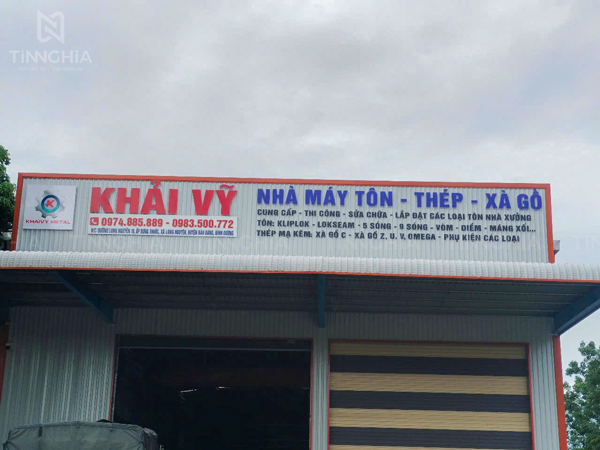 TiNNGHiA
KHAIVY METAL
KHẢI VỸ
0974.885.889 - 0983.500.772
NHÀ MÁY TÔN - THÉP - XÀ GỒ
CUNG CẤP - THI CÔNG - SỬA CHỮA - LẮP ĐẶT CÁC LOẠI TÔN NHÀ XƯỞNG
TÔN: KLIPLOK - LOKSEAM - 5 SÓNG - 9 SÓNG - VÒM - DIỀM - MÁNG XỐI...
THÉP MẠ KẼM: XÀ GỒ C - XÀ GỒ Z, U, V, OMEGA - PHỤ KIỆN CÁC LOẠI